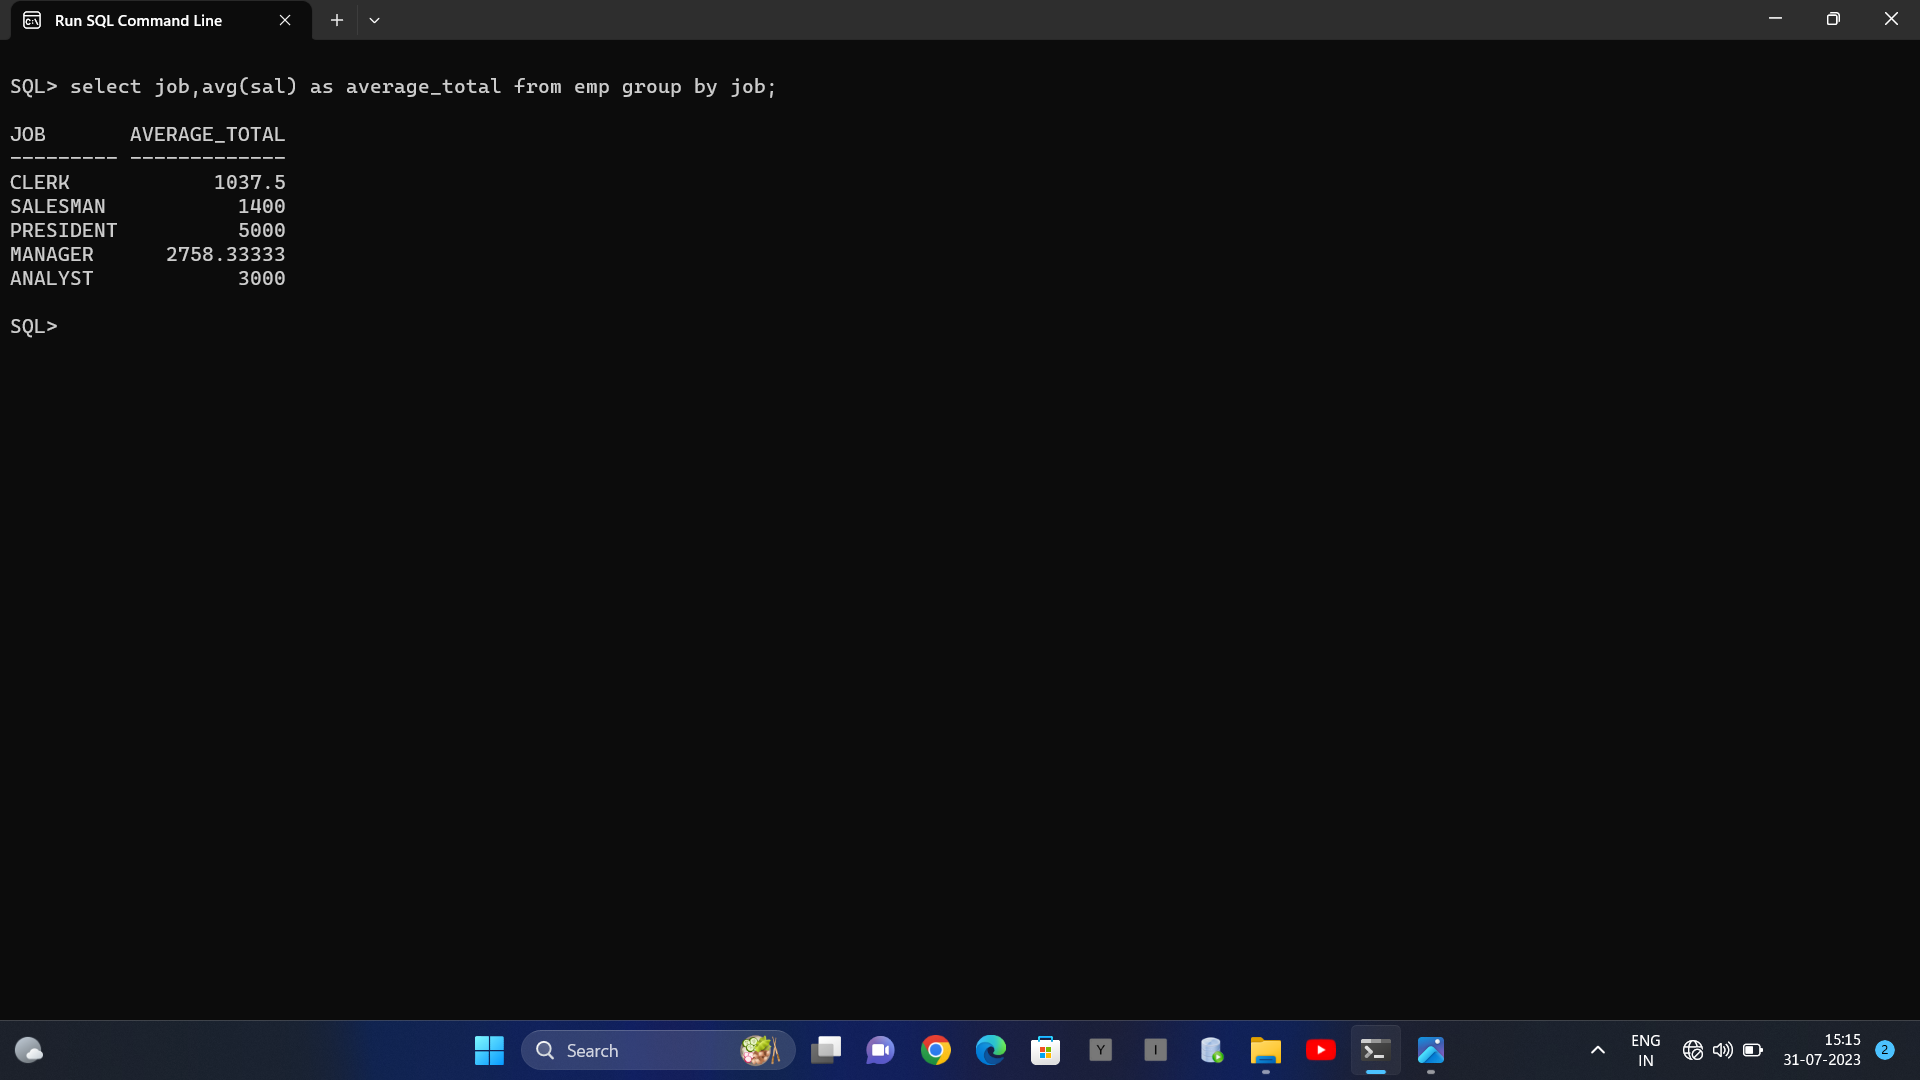 Run SQL Command Line
SQL> select job,avg(sal) as average_total from emp group by job;
JOB       AVERAGE_TOTAL
--------- -------------
CLERK            1037.5
SALESMAN           1400
PRESIDENT          5000
MANAGER      2758.33333
ANALYST            3000
SQL>
Search
Y
I
ENG
IN
15:15
31-07-2023
2